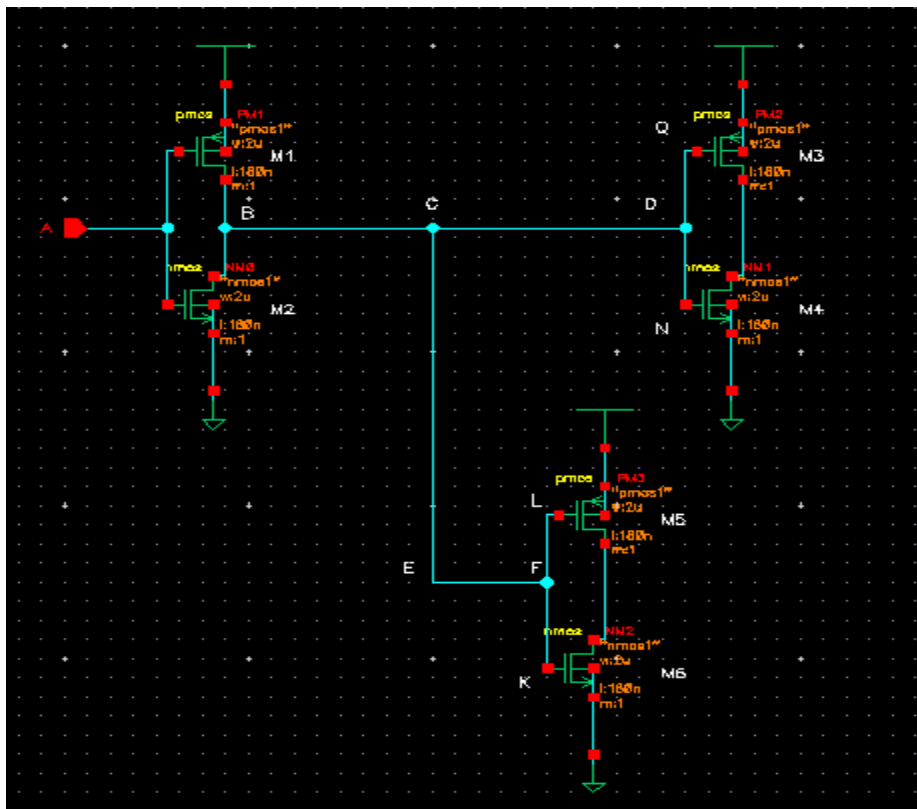 pmos PM1
"pmos1"
w:2u
M1
l:180n
m:1
A
B
C
nmos NM0
"nmos1"
w:2u
M2
l:180n
m:1
pmos PM2
Q
"pmos1"
w:2u
M3
l:180n
m:1
D
nmos NM1
"nmos1"
w:2u
M4
l:180n
N
m:1
pmos PM3
"pmos1"
L
w:2u
M5
l:180n
m:1
E
F
nmos NM2
"nmos1"
w:2u
M6
K
l:180n
m:1